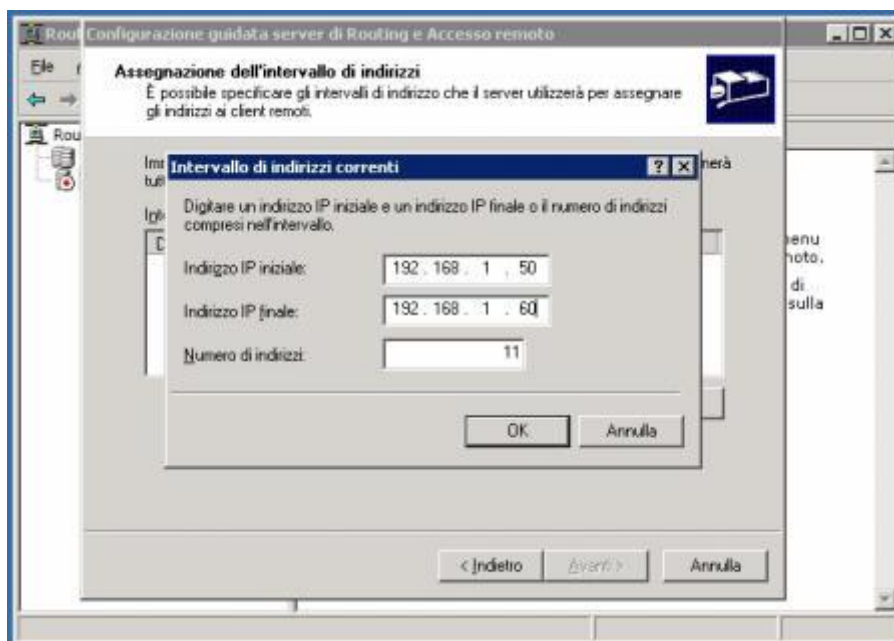 Rout
Configurazione guidata server di Routing e Accesso remoto
File
Assegnazione dell'intervallo di indirizzi
È possibile specificare gli intervalli di indirizzo che il server utilizzerà per assegnare
gli indirizzi ai client remoti.
Rou
nerà
Intervallo di indirizzi correnti
Digitare un indirizzo IP iniziale e un indirizzo IP finale o il numero di indirizzi
compresi nell'intervallo.
Indirizzo IP iniziale: 192 . 168 . 1 . 50
Indirizzo IP finale: 192 . 168 . 1 . 60
Numero di indirizzi: 11
OK Annulla
enu
noto.
di
sulla
< Indietro Avanti > Annulla